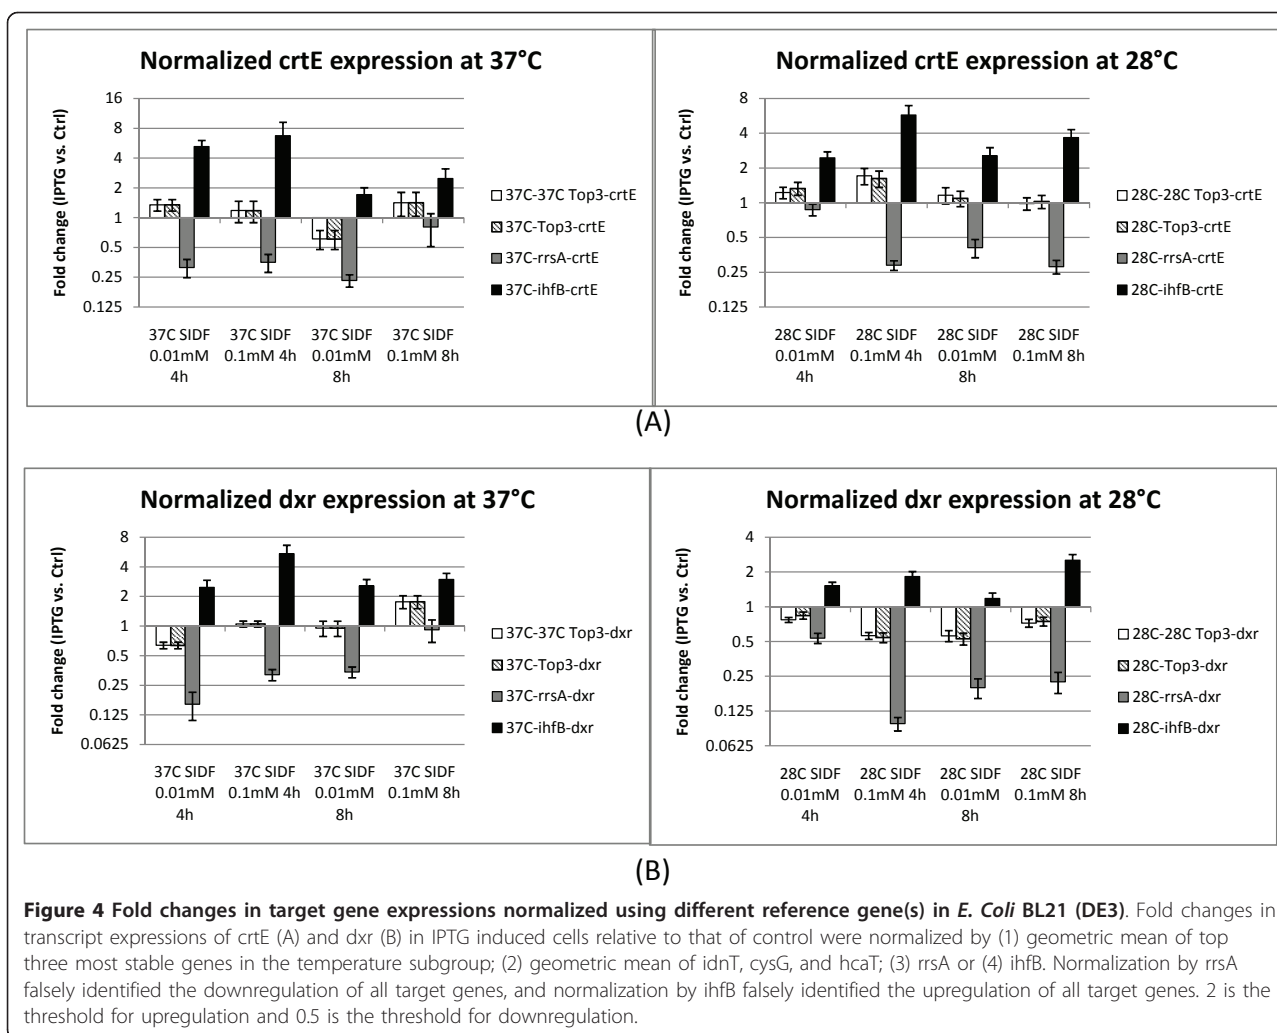 Normalized crtE expression at 37°C
Fold change (IPTG vs. Ctrl)
16
8
4
2
1
0.5
0.25
0.125
37C SIDF 0.01mM 4h
37C SIDF 0.1mM 4h
37C SIDF 0.01mM 8h
37C SIDF 0.1mM 8h
37C-37C Top3-crtE
37C-Top3-crtE
37C-rrsA-crtE
37C-ihfB-crtE
Normalized crtE expression at 28°C
Fold change (IPTG vs. Ctrl)
8
4
2
1
0.5
0.25
0.125
28C SIDF 0.01mM 4h
28C SIDF 0.1mM 4h
28C SIDF 0.01mM 8h
28C SIDF 0.1mM 8h
28C-28C Top3-crtE
28C-Top3-crtE
28C-rrsA-crtE
28C-ihfB-crtE
(A)
Normalized dxr expression at 37°C
Fold change (IPTG vs. Ctrl)
8
4
2
1
0.5
0.25
0.125
0.0625
37C SIDF 0.01mM 4h
37C SIDF 0.1mM 4h
37C SIDF 0.01mM 8h
37C SIDF 0.1mM 8h
37C-37C Top3-dxr
37C-Top3-dxr
37C-rrsA-dxr
37C-ihfB-dxr
Normalized dxr expression at 28°C
Fold change (IPTG vs. Ctrl)
4
2
1
0.5
0.25
0.125
0.0625
28C SIDF 0.01mM 4h
28C SIDF 0.1mM 4h
28C SIDF 0.01mM 8h
28C SIDF 0.1mM 8h
28C-28C Top3-dxr
28C-Top3-dxr
28C-rrsA-dxr
28C-ihfB-dxr
(B)
Figure 4 Fold changes in target gene expressions normalized using different reference gene(s) in E. Coli BL21 (DE3). Fold changes in
transcript expressions of crtE (A) and dxr (B) in IPTG induced cells relative to that of control were normalized by (1) geometric mean of top
three most stable genes in the temperature subgroup; (2) geometric mean of idnT, cysG, and hcaT; (3) rrsA or (4) ihfB. Normalization by rrsA
falsely identified the downregulation of all target genes, and normalization by ihfB falsely identified the upregulation of all target genes. 2 is the
threshold for upregulation and 0.5 is the threshold for downregulation.